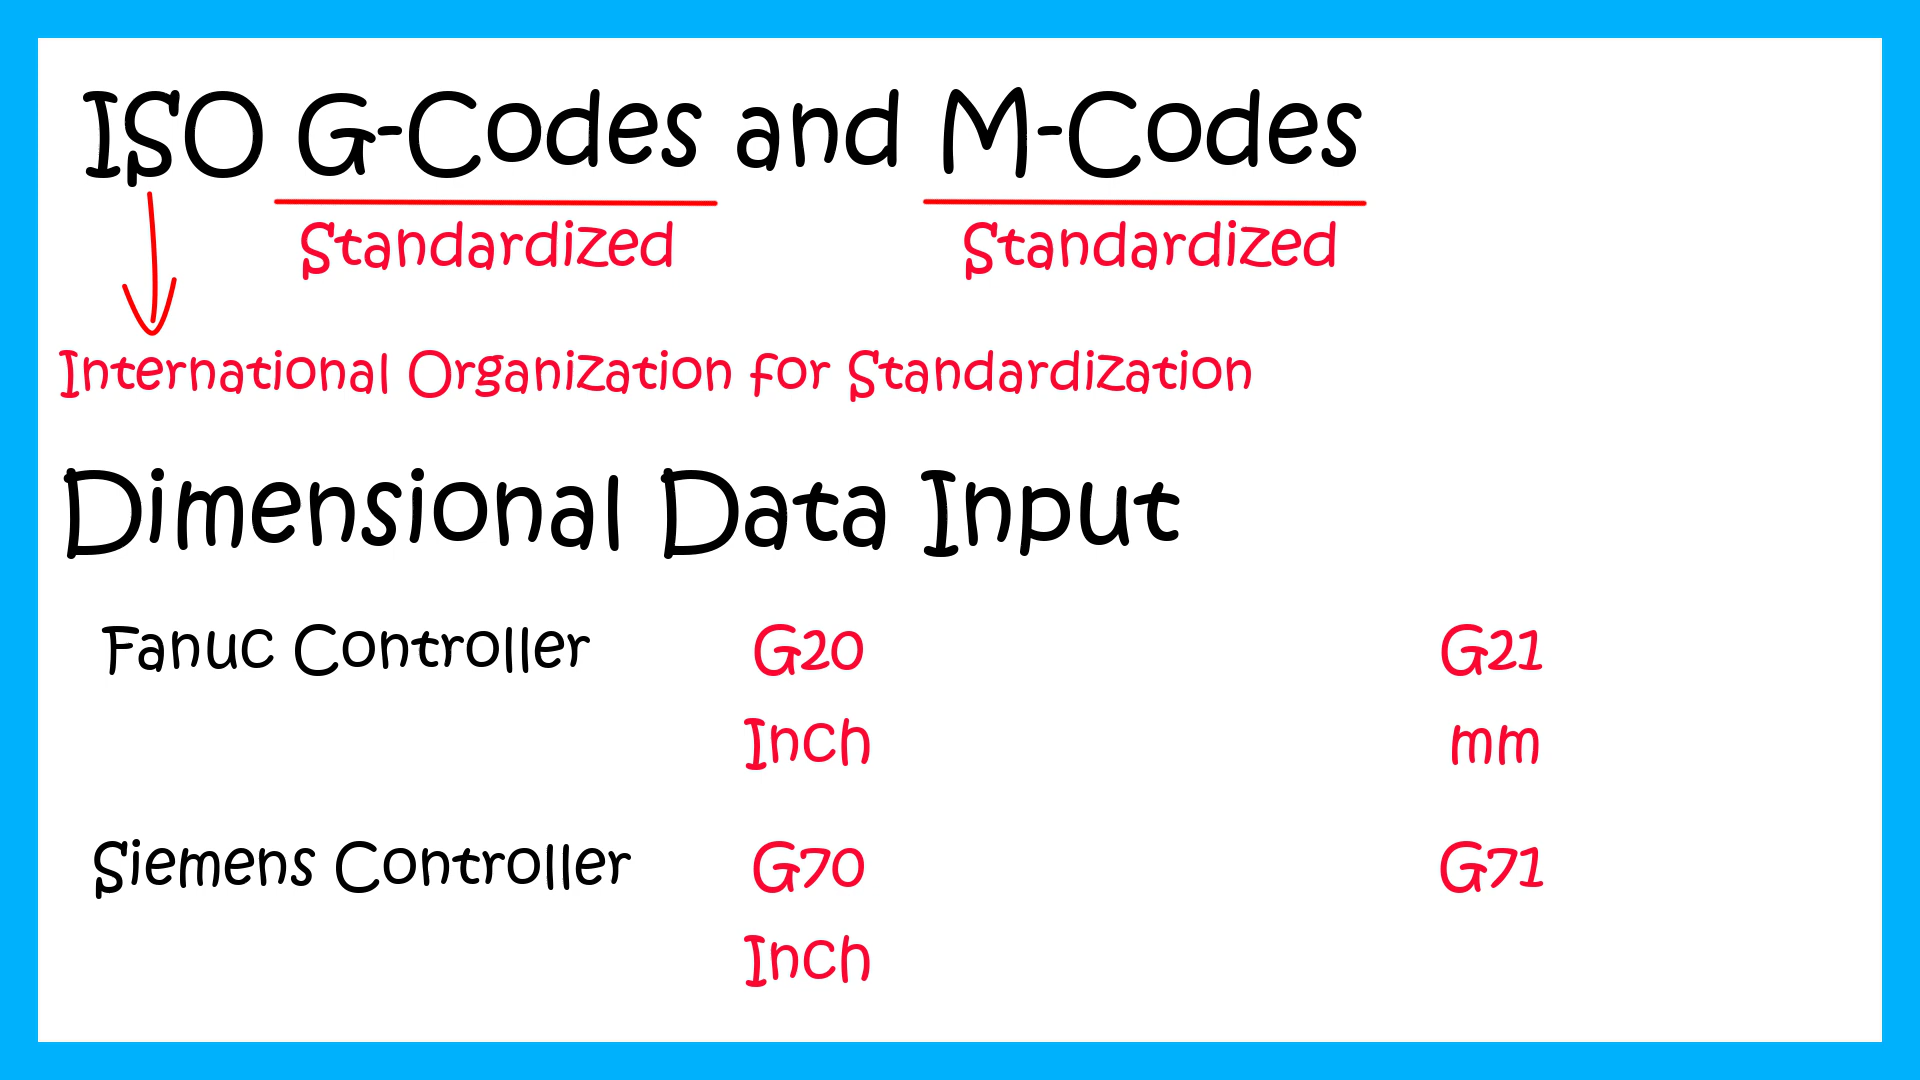 ISO G-Codes and M-Codes
Standardized Standardized
International Organization for Standardization
Dimensional Data Input
Fanuc Controller G20 G21
Inch mm
Siemens Controller G70 G71
Inch